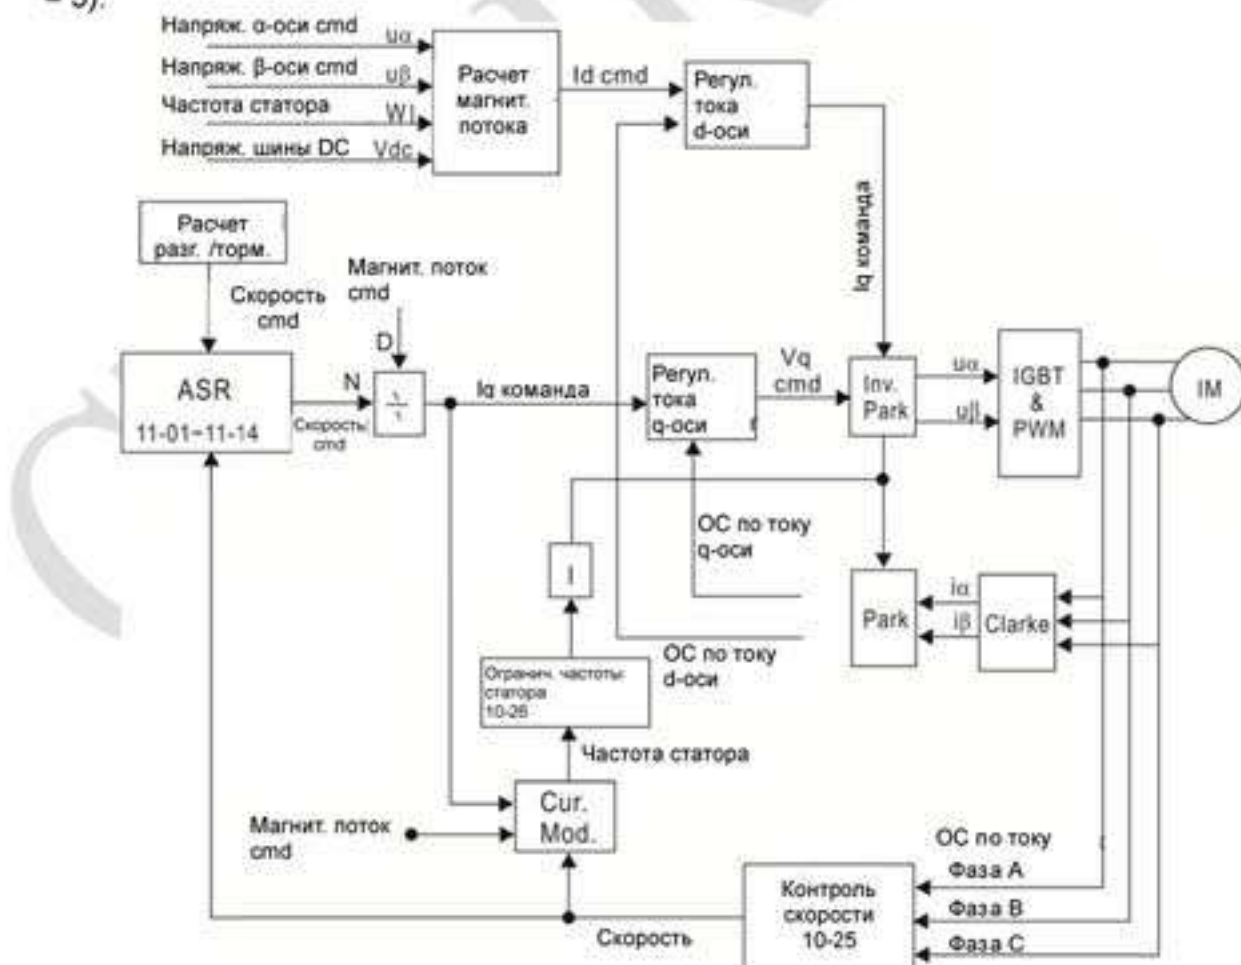 = 5).
Напряж. α-оси cmd
uα
Напряж. β-оси cmd
uβ
Частота статора
W1
Напряж. шины DC
Vdc
Расчет
магнит.
потока
Id cmd
Регул.
тока
d-оси
Расчет
разг. /торм.
Скорость
cmd
Магнит. поток
cmd
D
Iq команда
ASR
11-01~11-14
N
Скорость
cmd
Iq команда
Регул.
тока
q-оси
Vq
cmd
Inv.
Park
uα
uβ
IGBT
&
PWM
IM
ОС по току
q-оси
I
Park
iα
iβ
Clarke
ОС по току
d-оси
Огранич. частоты
статора
10-26
Частота статора
Cur.
Mod.
Магнит. поток
cmd
ОС по току
Фаза A
Фаза B
Фаза C
Контроль
скорости
10-25
Скорость